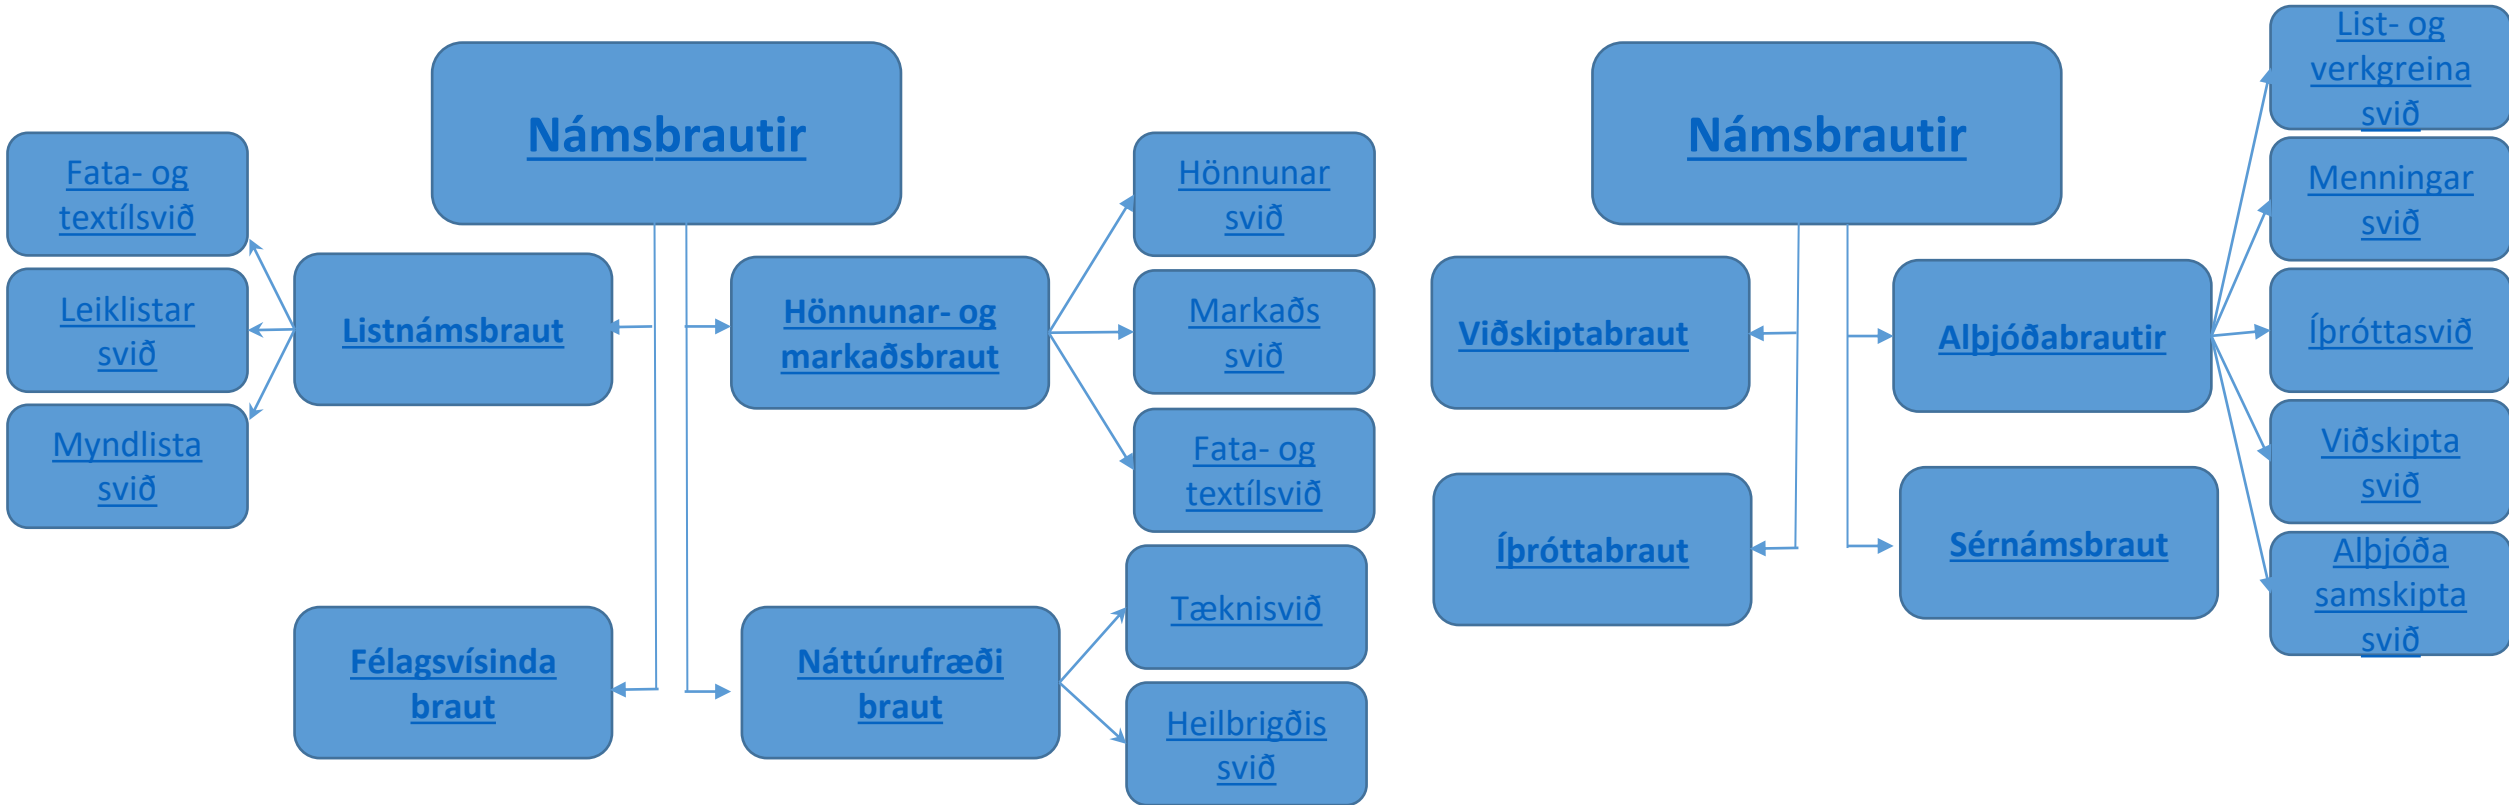 Námsbrautir
Fata- og
textílsvið
Leiklistar
svið
Myndlista
svið
Listnámsbraut
Hönnunar- og
markaðsbraut
Hönnunar
svið
Markaðs
svið
Fata- og
textílsvið
Félagsvísinda
braut
Náttúrufræði
braut
Tæknisvið
Heilbrigðis
svið
Námsbrautir
Viðskiptabraut
Alþjóðabrautir
Íþróttabraut
Sérnámsbraut
List- og
verkgreina
svið
Menningar
svið
Íþróttasvið
Viðskipta
svið
Alþjóða
samskipta
svið